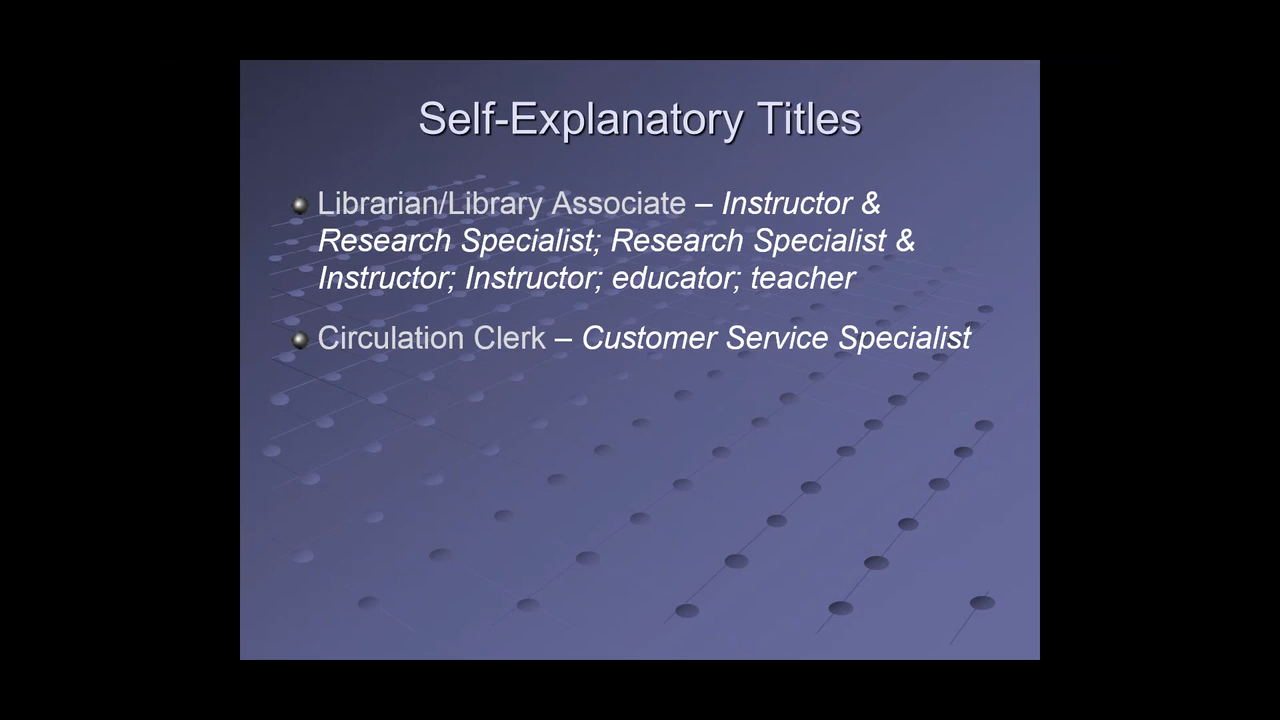 Self-Explanatory Titles
Librarian/Library Associate – Instructor &
Research Specialist; Research Specialist &
Instructor; Instructor; educator; teacher
Circulation Clerk – Customer Service Specialist